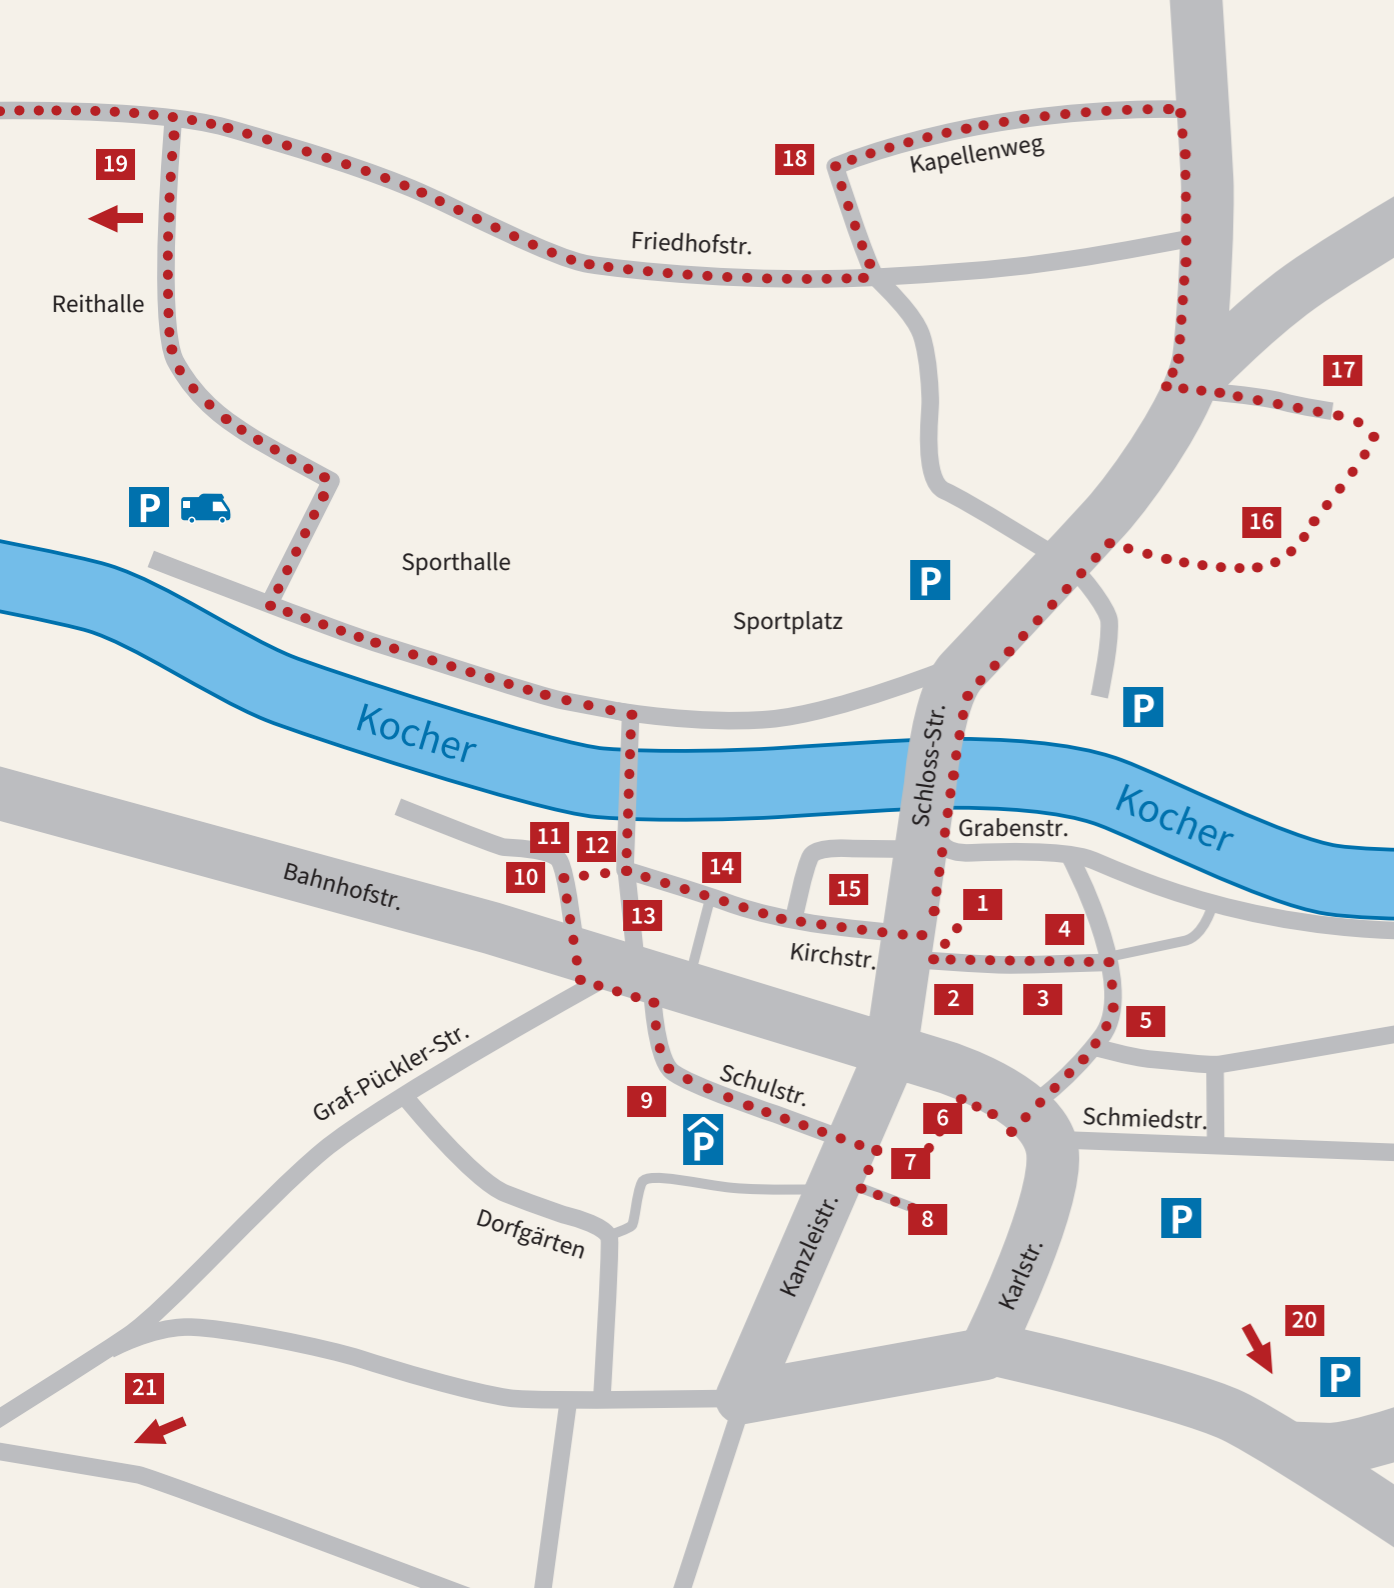 Kapellenweg
18
19
Friedhofstr.
Reithalle
17
P
16
Sporthalle
P
Sportplatz
P
Kocher
Schloss-Str.
Kocher
Grabenstr.
11
12
14
10
15
Bahnhofstr.
13
1
4
Kirchstr.
2
3
5
Graf-Pückler-Str.
Schulstr.
9
6
Schmiedstr.
P
7
8
P
Dorfgärten
Kanzleistr.
Karlstr.
20
P
21